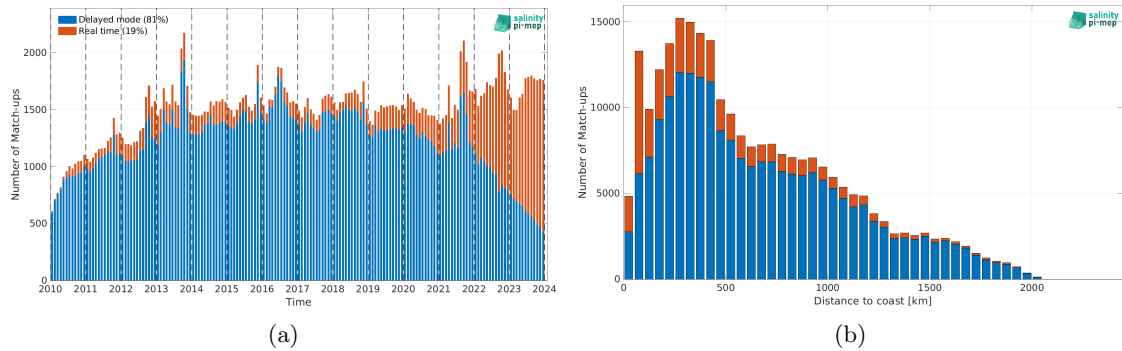 Delayed mode (81%)
Real time (19%)
salinity
pi-mep
Number of Match-ups
2000
1500
1000
500
0
2010 2011 2012 2013 2014 2015 2016 2017 2018 2019 2020 2021 2022 2023 2024
Time
(a)
salinity
pi-mep
Number of Match-ups
15000
10000
5000
0
0 500 1000 1500 2000
Distance to coast [km]
(b)